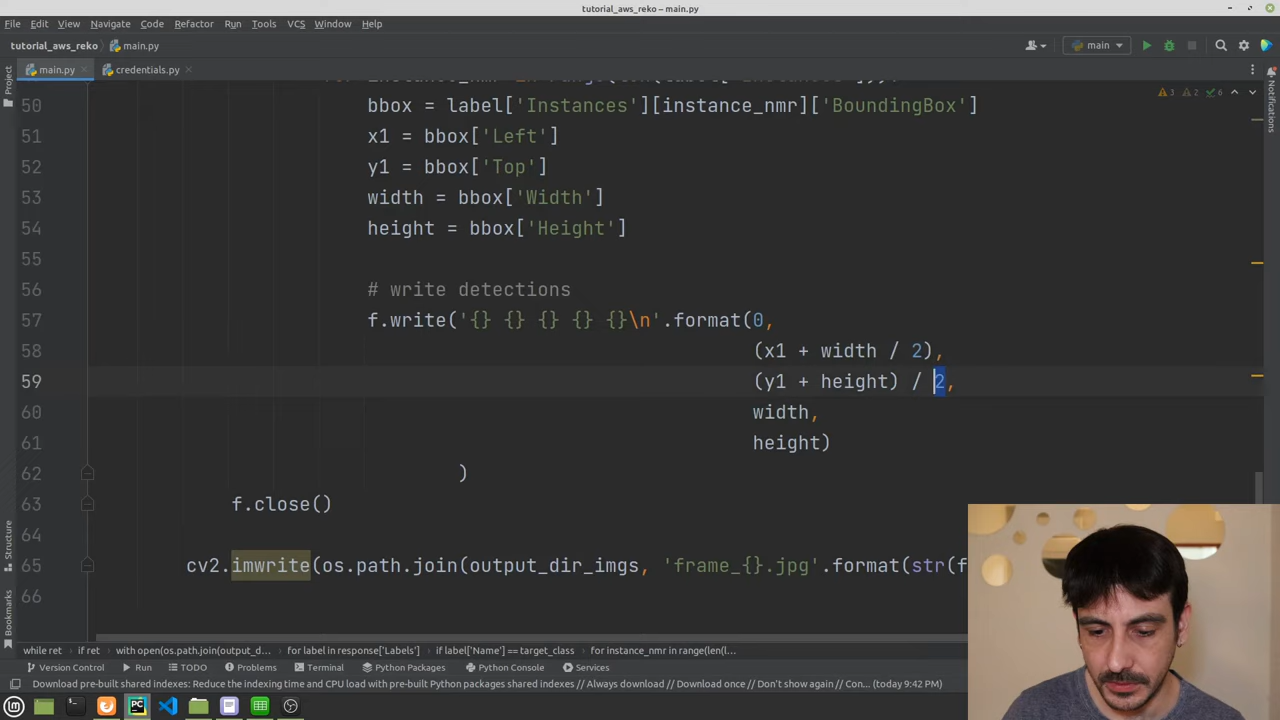 tutorial_aws_reko – main.py
File Edit View Navigate Code Refactor Run Tools VCS Window Help
tutorial_aws_reko main.py main
main.py credentials.py
Project
Notifications
3 2 6
50 bbox = label['Instances'][instance_nmr]['BoundingBox']
51 x1 = bbox['Left']
52 y1 = bbox['Top']
53 width = bbox['Width']
54 height = bbox['Height']
55
56 # write detections
57 f.write('{} {} {} {} {}\n'.format(0,
58 (x1 + width / 2),
59 (y1 + height) / 2,
60 width,
61 height)
62 )
63 f.close()
64
65 cv2.imwrite(os.path.join(output_dir_imgs, 'frame_{}.jpg'.format(str(f
66
Structure
Bookmarks
while ret if ret with open(os.path.join(output_d... for label in response['Labels'] if label['Name'] == target_class for instance_nmr in range(len(l...
Version Control Run TODO Problems Terminal Python Packages Python Console Services
Download pre-built shared indexes: Reduce the indexing time and CPU load with pre-built Python packages shared indexes // Always download // Download once // Don't show again // Con... (today 9:42 PM)